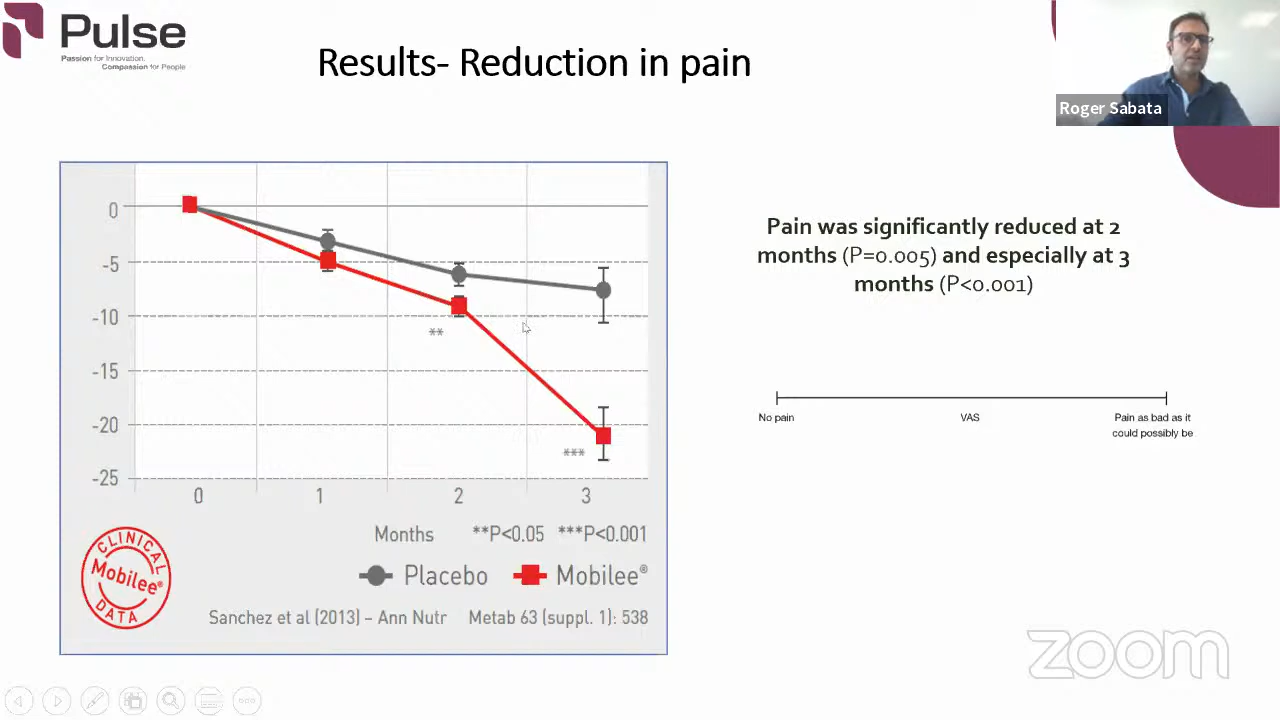 Pulse
Passion for Innovation.
Compassion for People
Results- Reduction in pain
Roger Sabata
Pain was significantly reduced at 2
months (P=0.005) and especially at 3
months (P<0.001)
0
-5
-10
-15
-20
-25
**
***
0 1 2 3
Months **P<0.05 ***P<0.001
Placebo Mobilee®
CLINICAL
Mobilee®
DATA
Sanchez et al (2013) – Ann Nutr Metab 63 (suppl. 1): 538
No pain VAS Pain as bad as it
could possibly be
zoom